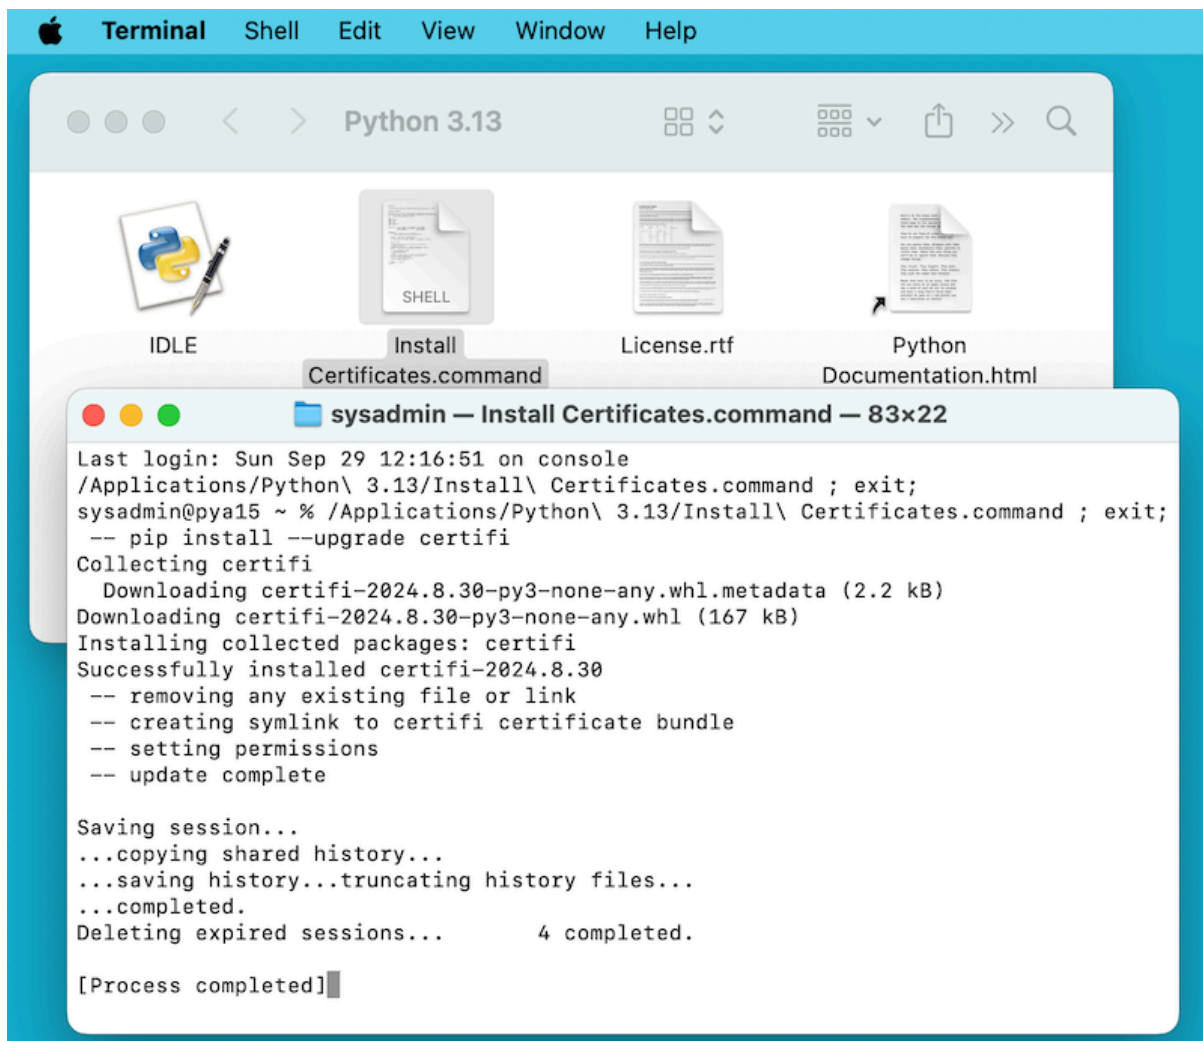 Terminal Shell Edit View Window Help
Python 3.13
SHELL
IDLE
Install
Certificates.command
License.rtf
Python
Documentation.html
sysadmin — Install Certificates.command — 83×22
Last login: Sun Sep 29 12:16:51 on console
/Applications/Python\ 3.13/Install\ Certificates.command ; exit;
sysadmin@pya15 ~ % /Applications/Python\ 3.13/Install\ Certificates.command ; exit;
 -- pip install --upgrade certifi
Collecting certifi
  Downloading certifi-2024.8.30-py3-none-any.whl.metadata (2.2 kB)
Downloading certifi-2024.8.30-py3-none-any.whl (167 kB)
Installing collected packages: certifi
Successfully installed certifi-2024.8.30
 -- removing any existing file or link
 -- creating symlink to certifi certificate bundle
 -- setting permissions
 -- update complete
Saving session...
...copying shared history...
...saving history...truncating history files...
...completed.
Deleting expired sessions...       4 completed.
[Process completed]